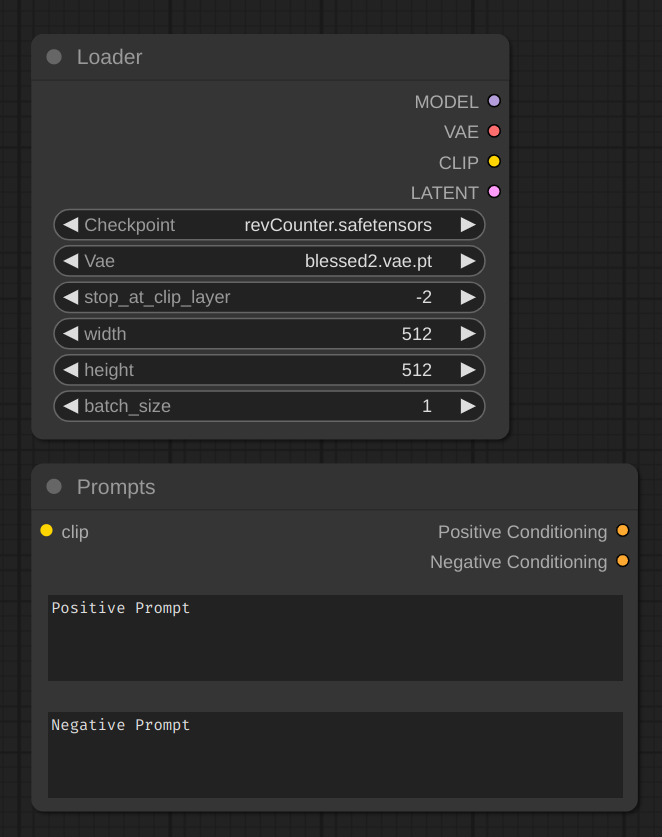 Loader
MODEL
VAE
CLIP
LATENT
Checkpoint revCounter.safetensors
Vae blessed2.vae.pt
stop_at_clip_layer -2
width 512
height 512
batch_size 1
Prompts
clip Positive Conditioning
Negative Conditioning
Positive Prompt
Negative Prompt